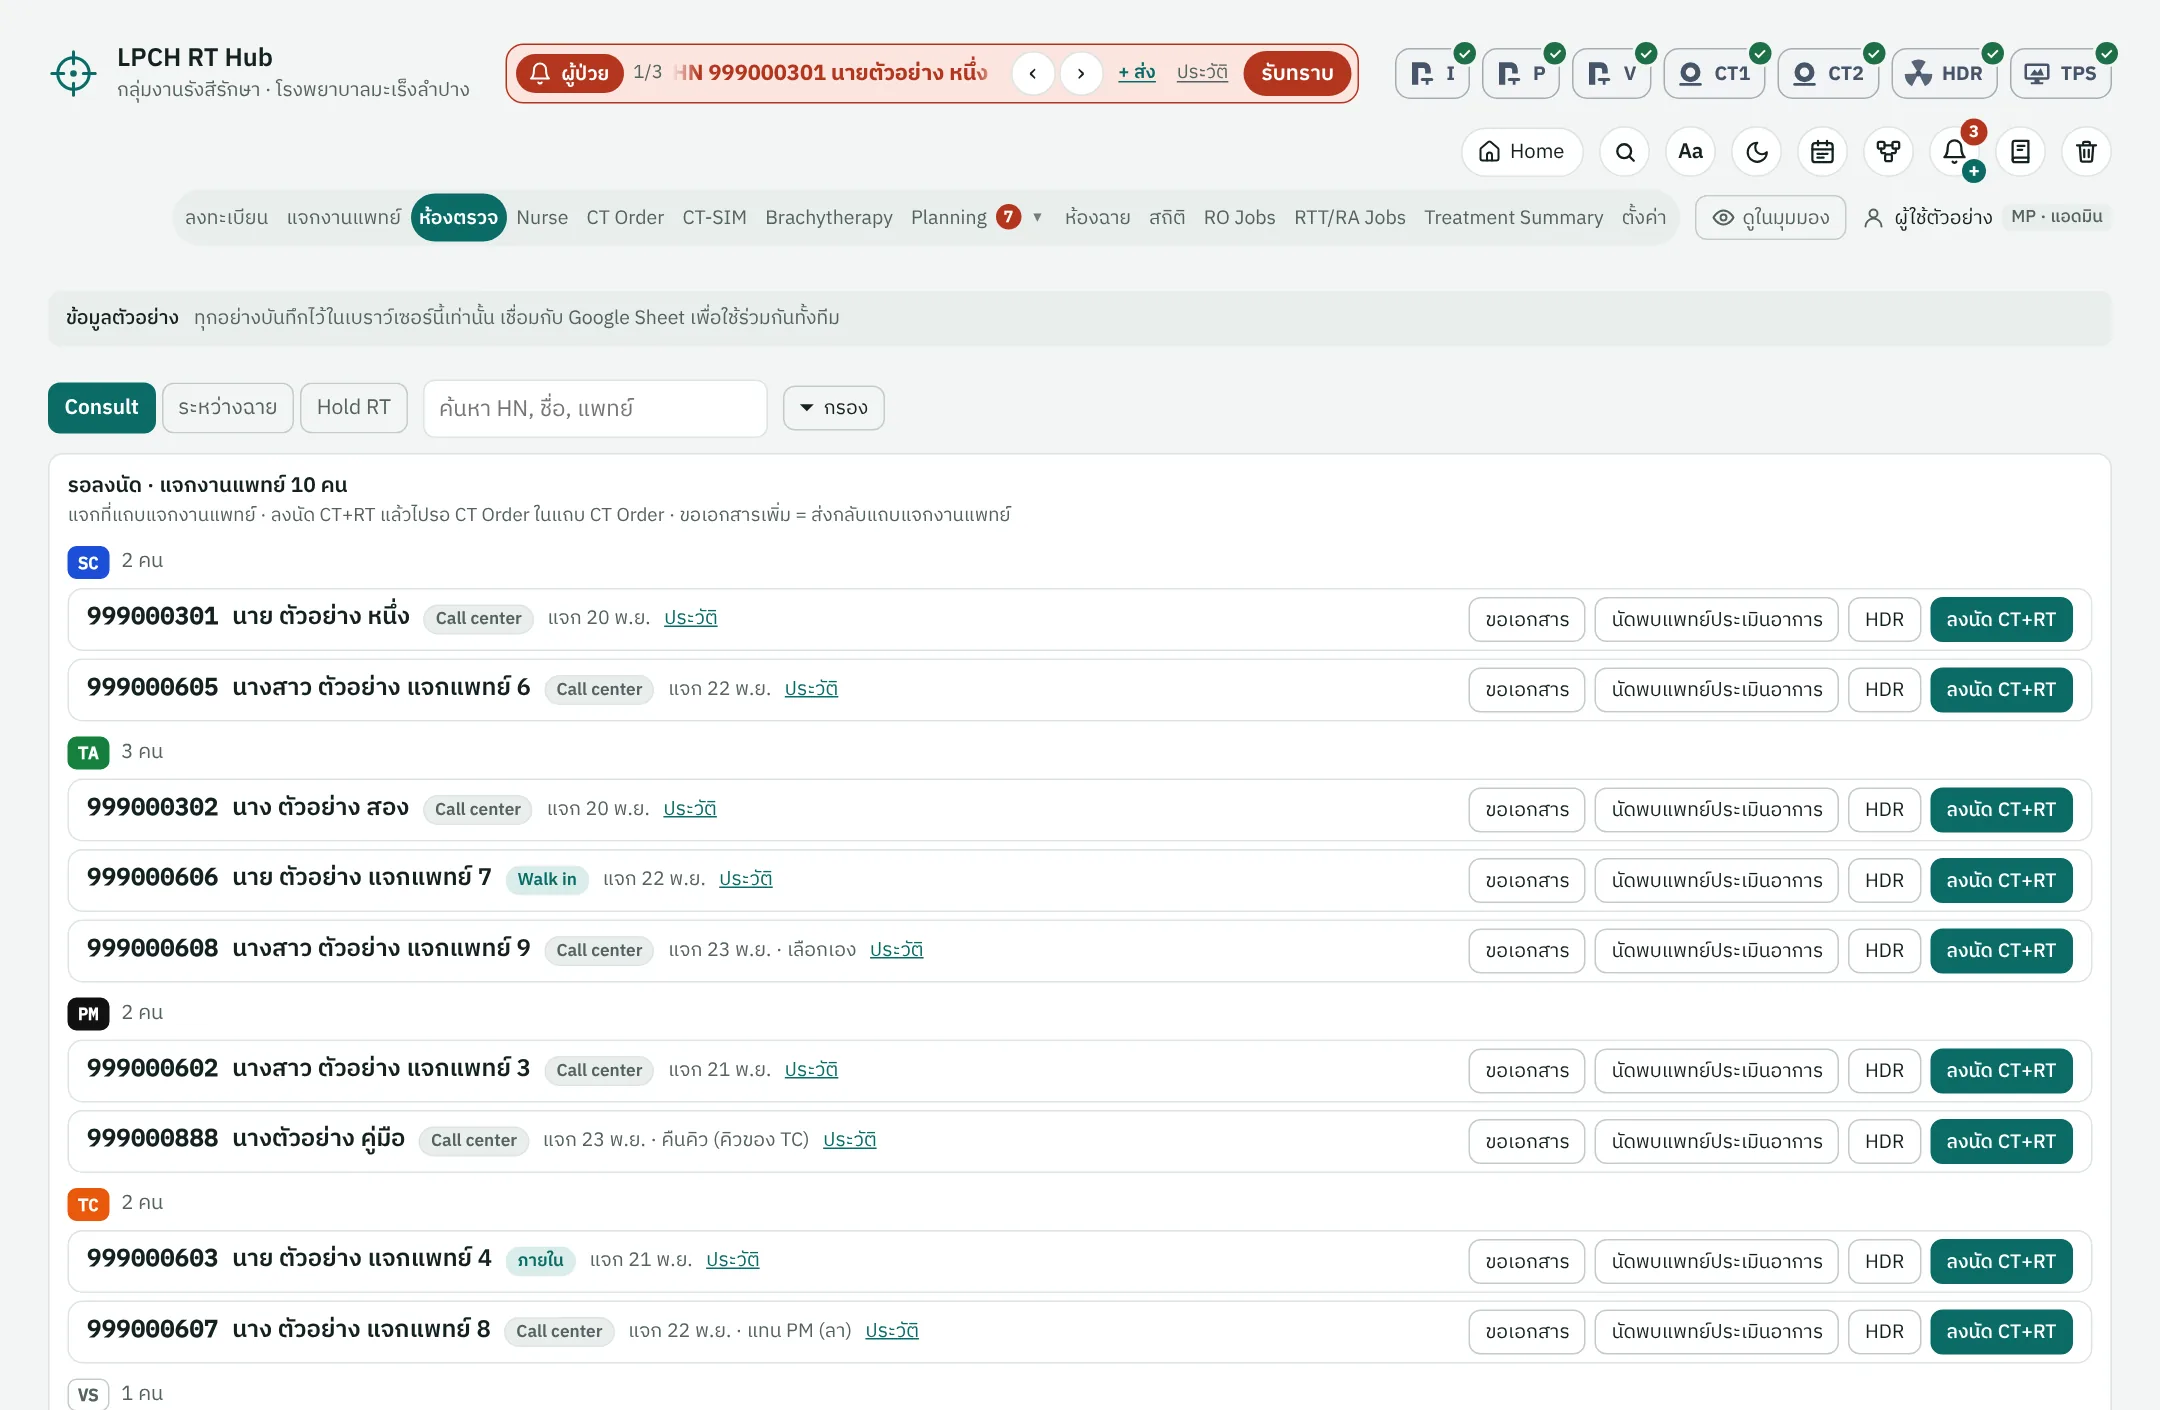 LPCH RT Hub
กลุ่มงานรังสีรักษา · โรงพยาบาลมะเร็งลำปาง
ผู้ป่วย 1/3 HN 999000301 นายตัวอย่าง หนึ่ง ‹ › + ส่ง ประวัติ รับทราบ
I P V CT1 CT2 HDR TPS
Home Aa 3 +
ลงทะเบียน แจกงานแพทย์ ห้องตรวจ Nurse CT Order CT-SIM Brachytherapy Planning 7 ▾ ห้องฉาย สถิติ RO Jobs RTT/RA Jobs Treatment Summary ตั้งค่า ดูในมุมมอง ผู้ใช้ตัวอย่าง MP · แอดมิน
ข้อมูลตัวอย่าง ทุกอย่างบันทึกไว้ในเบราว์เซอร์นี้เท่านั้น เชื่อมกับ Google Sheet เพื่อใช้ร่วมกันทั้งทีม
Consult ระหว่างฉาย Hold RT ค้นหา HN, ชื่อ, แพทย์ กรอง
รอลงนัด · แจกงานแพทย์ 10 คน
แจกที่แถบแจกงานแพทย์ · ลงนัด CT+RT แล้วไปรอ CT Order ในแถบ CT Order · ขอเอกสารเพิ่ม = ส่งกลับแถบแจกงานแพทย์
SC 2 คน
999000301 นาย ตัวอย่าง หนึ่ง Call center แจก 20 พ.ย. ประวัติ ขอเอกสาร นัดพบแพทย์ประเมินอาการ HDR ลงนัด CT+RT
999000605 นางสาว ตัวอย่าง แจกแพทย์ 6 Call center แจก 22 พ.ย. ประวัติ ขอเอกสาร นัดพบแพทย์ประเมินอาการ HDR ลงนัด CT+RT
TA 3 คน
999000302 นาง ตัวอย่าง สอง Call center แจก 20 พ.ย. ประวัติ ขอเอกสาร นัดพบแพทย์ประเมินอาการ HDR ลงนัด CT+RT
999000606 นาย ตัวอย่าง แจกแพทย์ 7 Walk in แจก 22 พ.ย. ประวัติ ขอเอกสาร นัดพบแพทย์ประเมินอาการ HDR ลงนัด CT+RT
999000608 นางสาว ตัวอย่าง แจกแพทย์ 9 Call center แจก 23 พ.ย. · เลือกเอง ประวัติ ขอเอกสาร นัดพบแพทย์ประเมินอาการ HDR ลงนัด CT+RT
PM 2 คน
999000602 นางสาว ตัวอย่าง แจกแพทย์ 3 Call center แจก 21 พ.ย. ประวัติ ขอเอกสาร นัดพบแพทย์ประเมินอาการ HDR ลงนัด CT+RT
999000888 นางตัวอย่าง คู่มือ Call center แจก 23 พ.ย. · คืนคิว (คิวของ TC) ประวัติ ขอเอกสาร นัดพบแพทย์ประเมินอาการ HDR ลงนัด CT+RT
TC 2 คน
999000603 นาย ตัวอย่าง แจกแพทย์ 4 ภายใน แจก 21 พ.ย. ประวัติ ขอเอกสาร นัดพบแพทย์ประเมินอาการ HDR ลงนัด CT+RT
999000607 นาง ตัวอย่าง แจกแพทย์ 8 Call center แจก 22 พ.ย. · แทน PM (ลา) ประวัติ ขอเอกสาร นัดพบแพทย์ประเมินอาการ HDR ลงนัด CT+RT
VS 1 คน